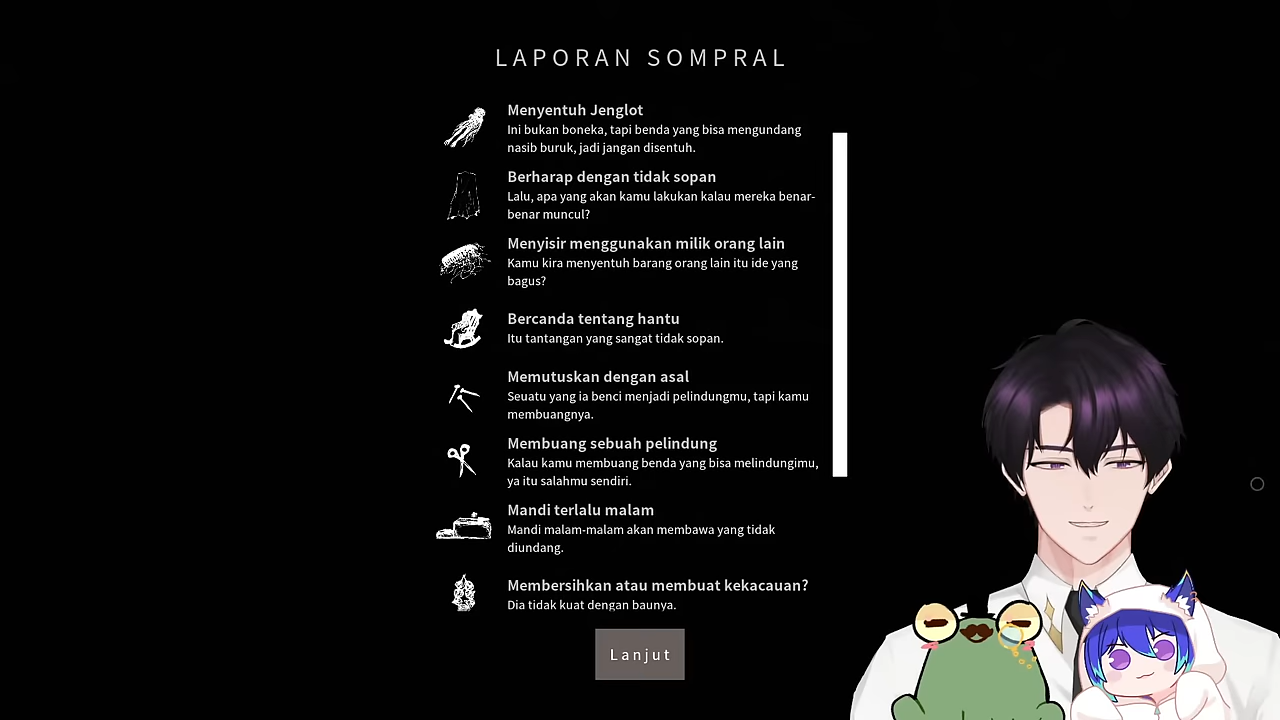 LAPORAN SOMPRAL
Menyentuh Jenglot
Ini bukan boneka, tapi benda yang bisa mengundang
nasib buruk, jadi jangan disentuh.
Berharap dengan tidak sopan
Lalu, apa yang akan kamu lakukan kalau mereka benar-
benar muncul?
Menyisir menggunakan milik orang lain
Kamu kira menyentuh barang orang lain itu ide yang
bagus?
Bercanda tentang hantu
Itu tantangan yang sangat tidak sopan.
Memutuskan dengan asal
Seuatu yang ia benci menjadi pelindungmu, tapi kamu
membuangnya.
Membuang sebuah pelindung
Kalau kamu membuang benda yang bisa melindungimu,
ya itu salahmu sendiri.
Mandi terlalu malam
Mandi malam-malam akan membawa yang tidak
diundang.
Membersihkan atau membuat kekacauan?
Dia tidak kuat dengan baunya.
Lanjut